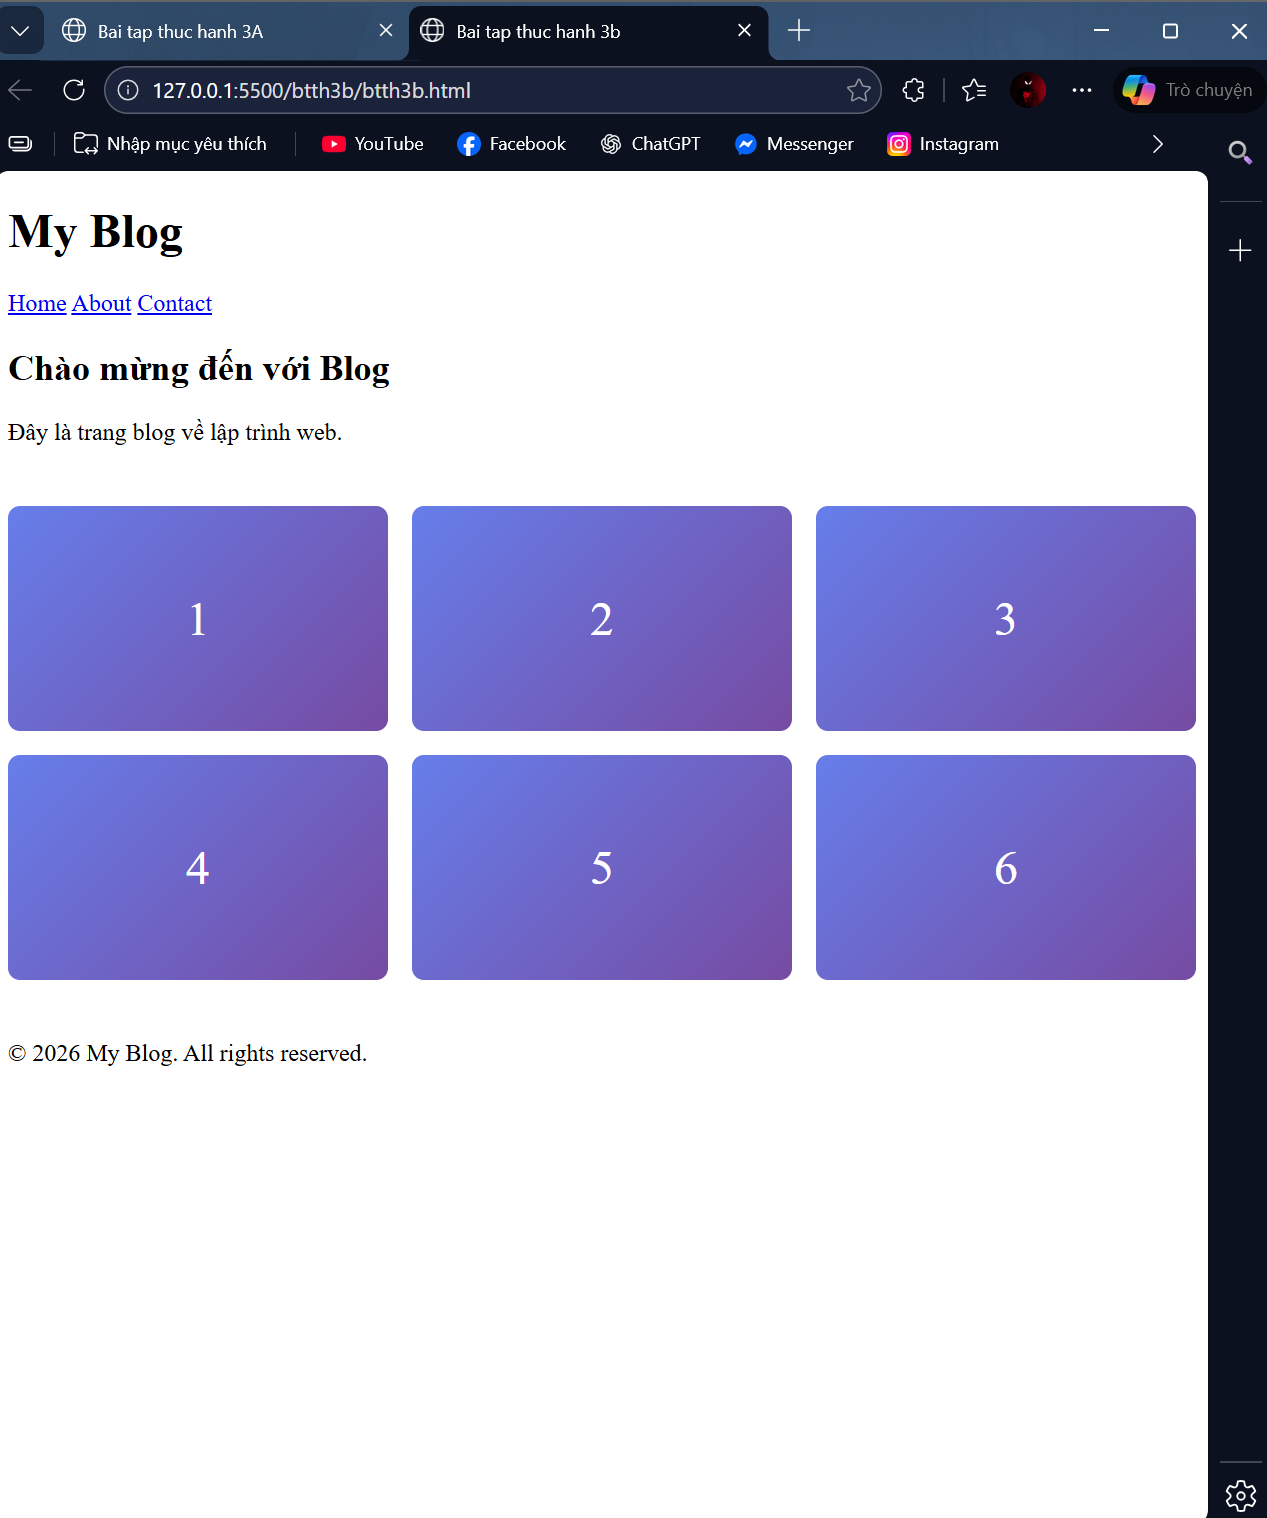 Bai tap thuc hanh 3A
Bai tap thuc hanh 3b
127.0.0.1:5500/btth3b/btth3b.html
Trò chuyện
Nhập mục yêu thích
YouTube
Facebook
ChatGPT
Messenger
Instagram
My Blog
Home About Contact
Chào mừng đến với Blog
Đây là trang blog về lập trình web.
1
2
3
4
5
6
© 2026 My Blog. All rights reserved.